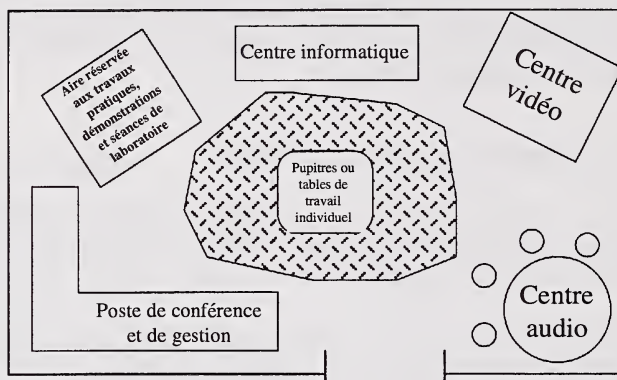 Aire réservée
aux travaux
pratiques,
démonstrations
et séances de
laboratoire
Centre informatique
Centre
vidéo
Pupitres ou
tables de
travail
individuel
Poste de conférence
et de gestion
Centre
audio